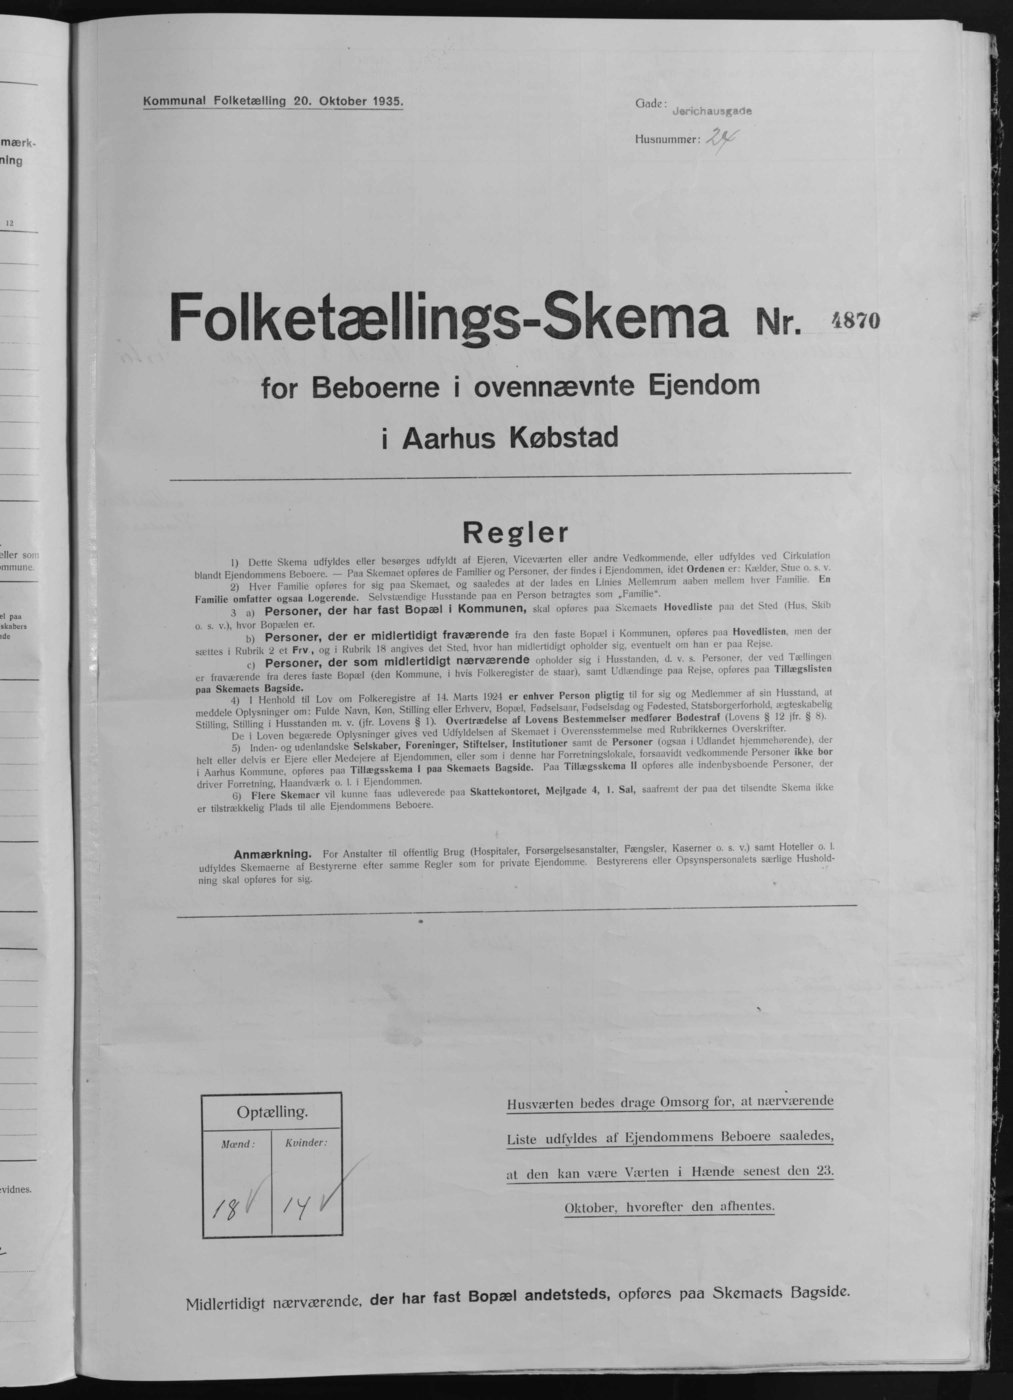 Kommunal Folketælling 20. Oktober 1935.
Gade: Jerichausgade
Husnummer: 24
Folketællings-Skema Nr. 4870
for Beboerne i ovennævnte Ejendom
i Aarhus Købstad
Regler
1) Dette Skema udfyldes eller besørges udfyldt af Ejeren, Viceværten eller andre Vedkommende, eller udfyldes ved Cirkulation
blandt Ejendommens Beboere. — Paa Skemaet opføres de Familier og Personer, der findes i Ejendommen, idet Ordenen er: Kælder, Stue o. s. v.
2) Hver Familie opføres for sig paa Skemaet, og saaledes at der lades en Linies Mellemrum aaben mellem hver Familie. En
Familie omfatter ogsaa Logerende. Selvstændige Husstande paa en Person betragtes som „Familie“.
3 a) Personer, der har fast Bopæl i Kommunen, skal opføres paa Skemaets Hovedliste paa det Sted (Hus, Skib
o. s. v.), hvor Bopælen er.
b) Personer, der er midlertidigt fraværende fra den faste Bopæl i Kommunen, opføres paa Hovedlisten, men der
sættes i Rubrik 2 et Frv., og i Rubrik 18 angives det Sted, hvor han midlertidigt opholder sig, eventuelt om han er paa Rejse.
c) Personer, der som midlertidigt nærværende opholder sig i Husstanden, d. v. s. Personer, der ved Tællingen
er fraværende fra deres faste Bopæl (den Kommune, i hvis Folkeregister de staar), samt Udlændinge paa Rejse, opføres paa Tillægslisten
paa Skemaets Bagside.
4) I Henhold til Lov om Folkeregistre af 14. Marts 1924 er enhver Person pligtig til for sig og Medlemmer af sin Husstand, at
meddele Oplysninger om: Fulde Navn, Køn, Stilling eller Erhverv, Bopæl, Fødselsaar, Fødselsdag og Fødested, Statsborgerforhold, ægteskabelig
Stilling, Stilling i Husstanden m. v. (jfr. Lovens § 1). Overtrædelse af Lovens Bestemmelser medfører Bødestraf (Lovens § 12 jfr. § 8).
De i Loven begærede Oplysninger gives ved Udfyldelsen af Skemaet i Overensstemmelse med Rubrikkernes Overskrifter.
5) Inden- og udenlandske Selskaber, Foreninger, Stiftelser, Institutioner samt de Personer (ogsaa i Udlandet hjemmehørende), der
helt eller delvis er Ejere eller Medejere af Ejendommen, eller som i denne har Forretningslokale, forsaavidt vedkommende Personer ikke bor
i Aarhus Kommune, opføres paa Tillægsskema I paa Skemaets Bagside. Paa Tillægsskema II opføres alle indenbysboende Personer, der
driver Forretning, Haandværk o. l. i Ejendommen.
6) Flere Skemaer vil kunne faas udleverede paa Skattekontoret, Mejlgade 4, 1. Sal, saafremt der paa det tilsendte Skema ikke
er tilstrækkelig Plads til alle Ejendommens Beboere.
Anmærkning. For Anstalter til offentlig Brug (Hospitaler, Forsørgelsesanstalter, Fængsler, Kaserner o. s. v.) samt Hoteller o. l.
udfyldes Skemaerne af Bestyrerne efter samme Regler som for private Ejendomme. Bestyrerens eller Opsynspersonalets særlige Hushold-
ning skal opføres for sig.
Optælling.
Mænd: Kvinder:
18 14
Husværten bedes drage Omsorg for, at nærværende
Liste udfyldes af Ejendommens Beboere saaledes,
at den kan være Værten i Hænde senest den 23.
Oktober, hvorefter den afhentes.
Midlertidigt nærværende, der har fast Bopæl andetsteds, opføres paa Skemaets Bagside.